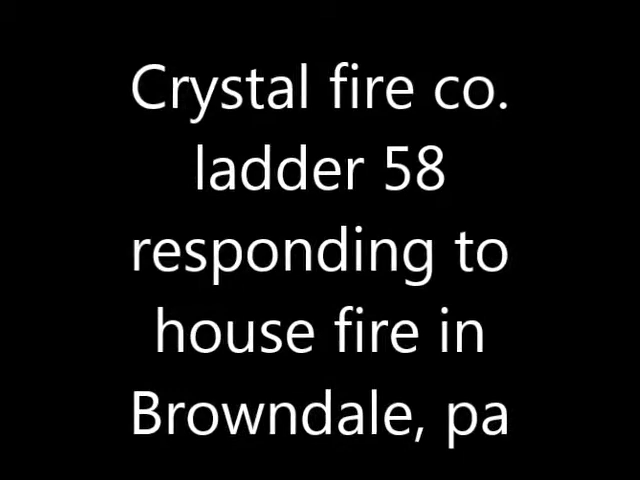 Crystal fire co.
ladder 58
responding to
house fire in
Browndale, pa